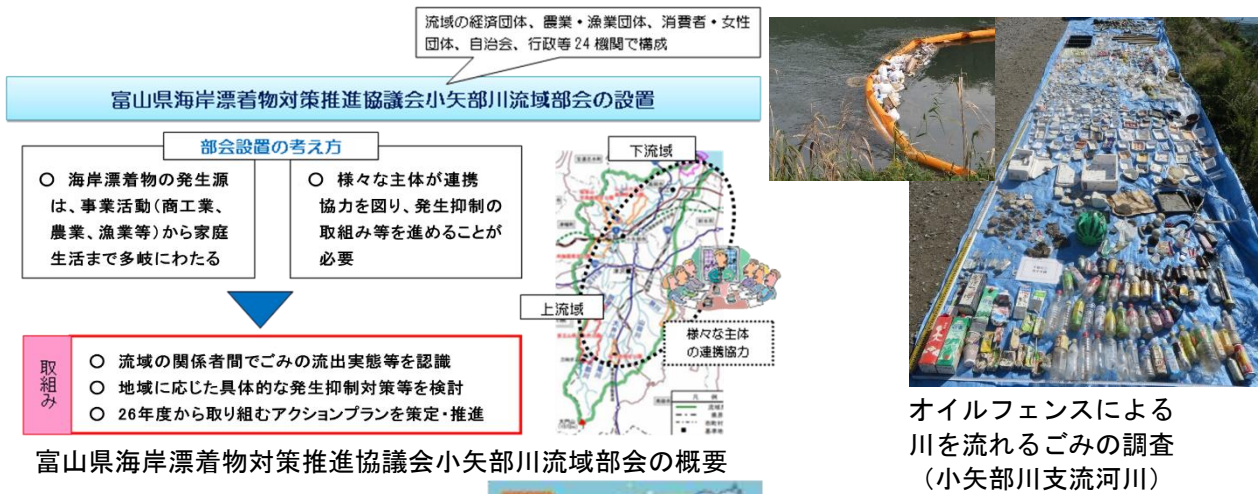 流域の経済団体、農業・漁業団体、消費者・女性
団体、自治会、行政等24機関で構成
富山県海岸漂着物対策推進協議会小矢部川流域部会の設置
部会設置の考え方
○ 海岸漂着物の発生源
は、事業活動(商工業、
農業、漁業等)から家庭
生活まで多岐にわたる
○ 様々な主体が連携
協力を図り、発生抑制の
取組み等を進めることが
必要
下流域
上流域
様々な主体
の連携協力
取組み
○ 流域の関係者間でごみの流出実態等を認識
○ 地域に応じた具体的な発生抑制対策等を検討
○ 26年度から取り組むアクションプランを策定・推進
富山県海岸漂着物対策推進協議会小矢部川流域部会の概要
オイルフェンスによる
川を流れるごみの調査
(小矢部川支流河川)